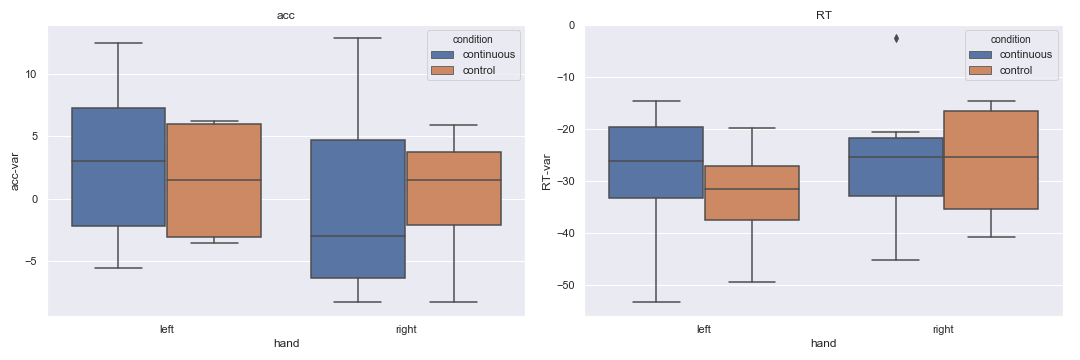 acc
condition
continuous
control
10
5
0
−5
acc-var
left
right
hand
RT
condition
continuous
control
0
−10
−20
−30
−40
−50
RT-var
left
right
hand